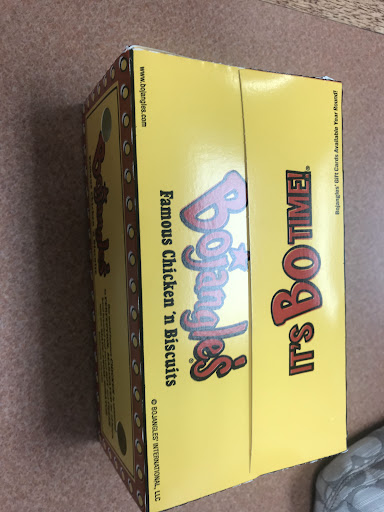 Bojangles' Gift Cards Available Year Round!
IT'S BO TIME!®
Bojangles'®
Famous Chicken 'n Biscuits
www.bojangles.com
© BOJANGLES' INTERNATIONAL, LLC
Bojangles'